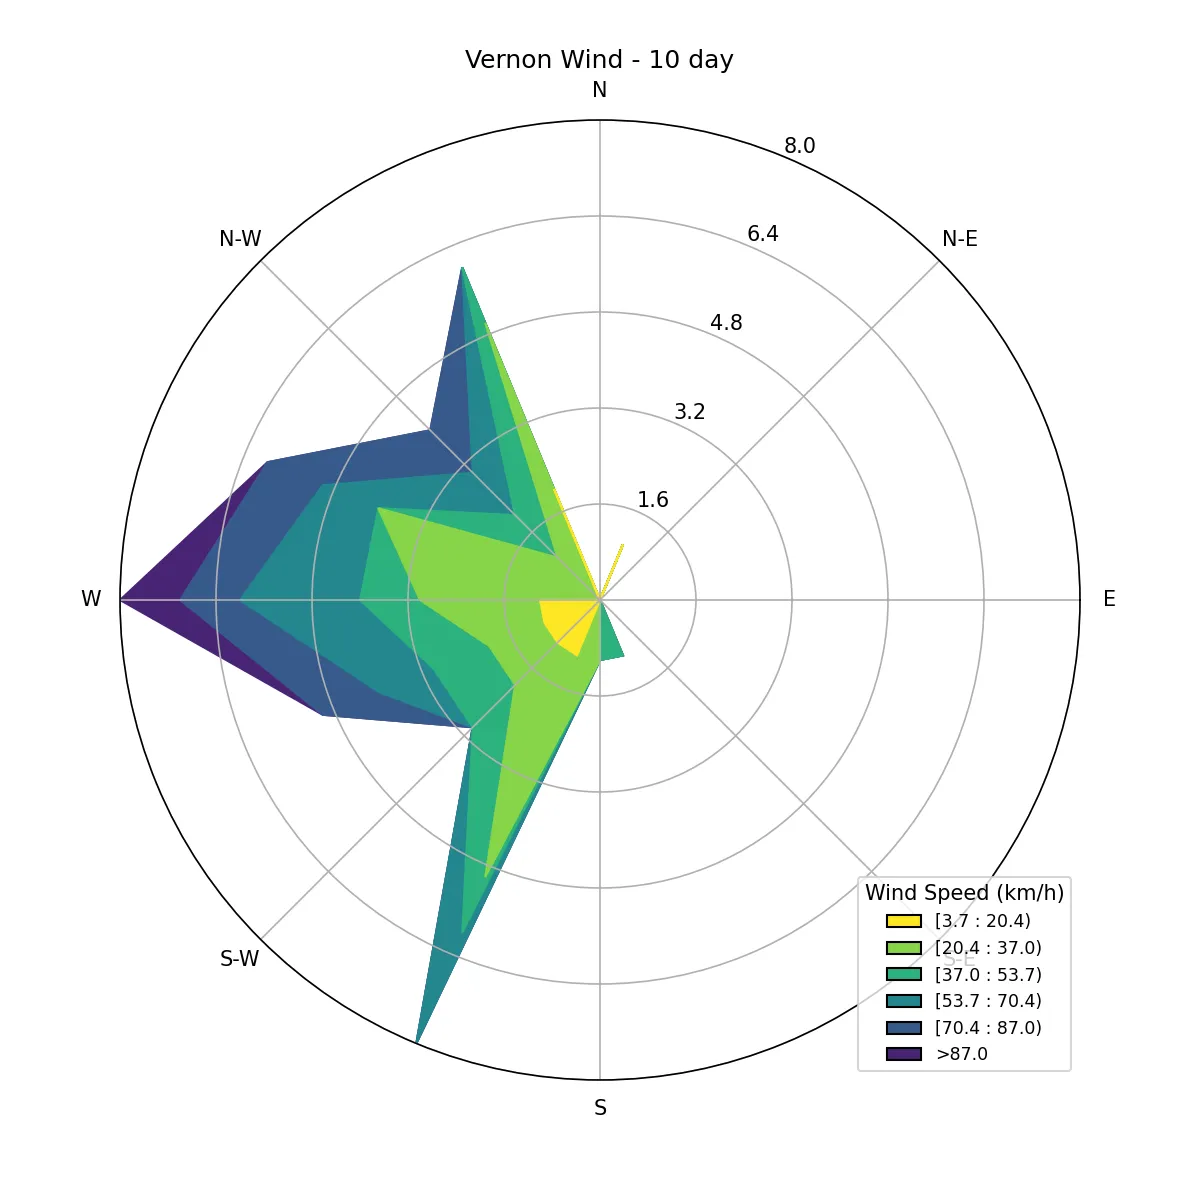 Vernon Wind - 10 day
N
8.0
N-W
6.4
N-E
4.8
3.2
1.6
W
E
Wind Speed (km/h)
[3.7 : 20.4)
[20.4 : 37.0)
S-W
S-E
[37.0 : 53.7)
[53.7 : 70.4)
[70.4 : 87.0)
>87.0
S